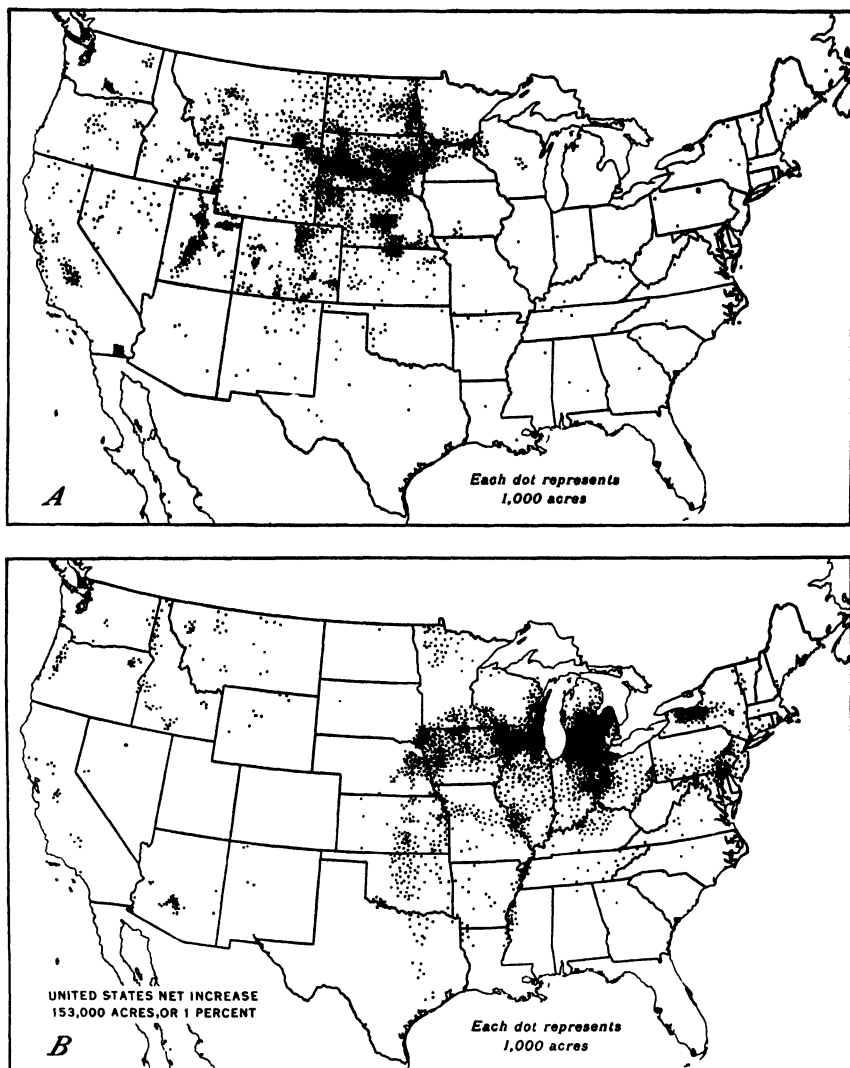 Each dot represents
1,000 acres
A
UNITED STATES NET INCREASE
153,000 ACRES, OR 1 PERCENT
Each dot represents
1,000 acres
B